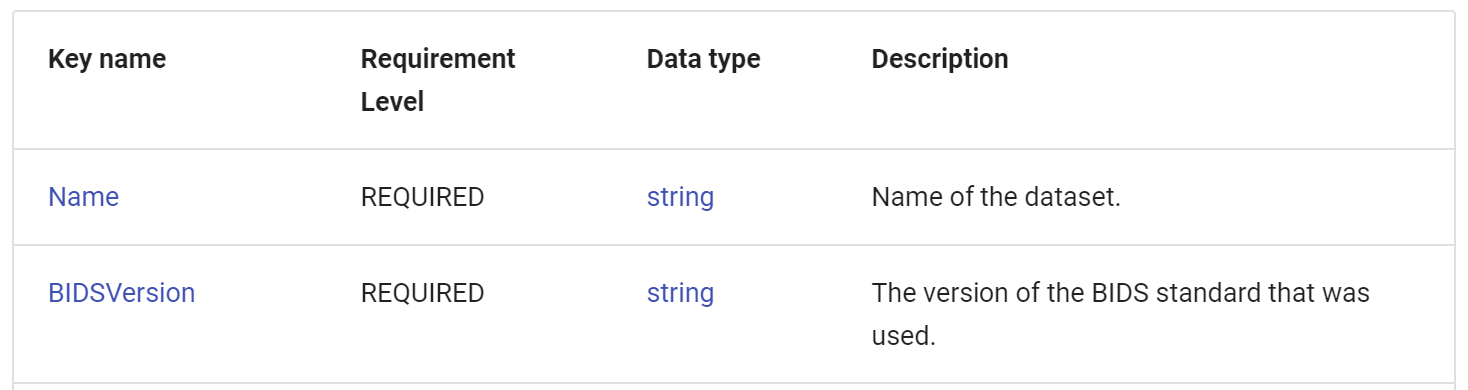 Key name Requirement Level Data type Description
Name REQUIRED string Name of the dataset.
BIDSVersion REQUIRED string The version of the BIDS standard that was
used.